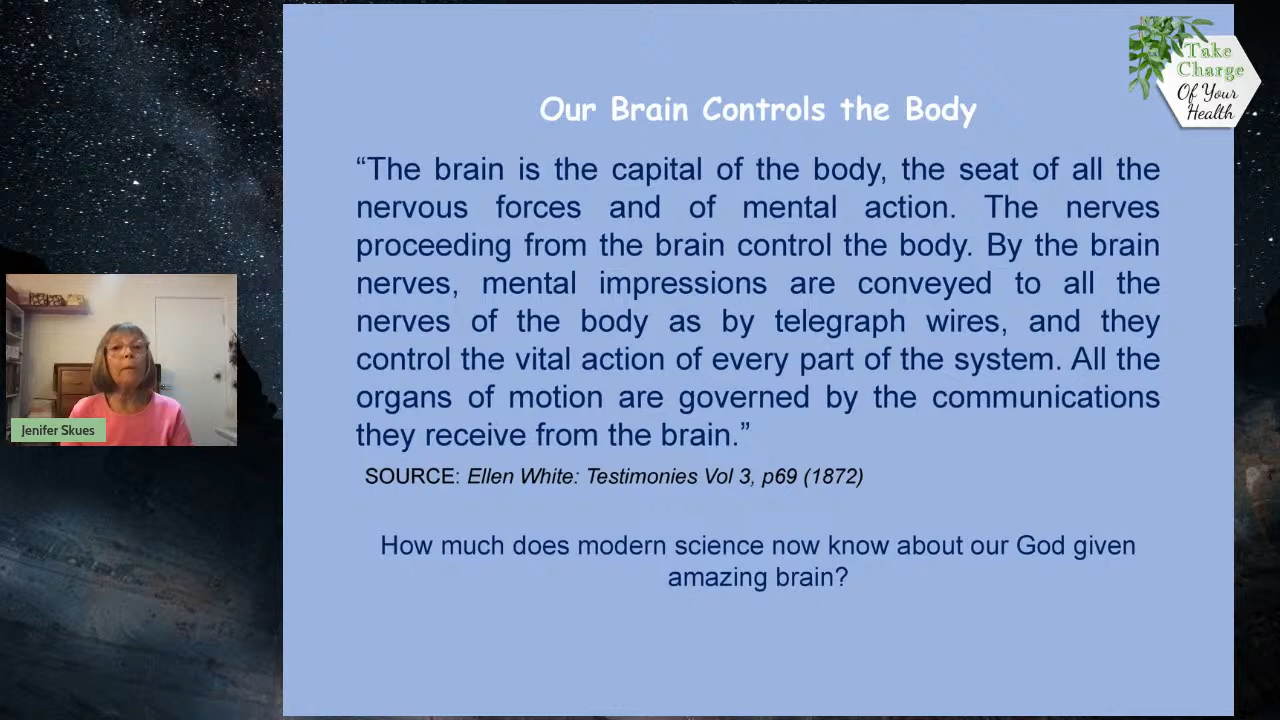 Take
Charge
Of Your
Health
Our Brain Controls the Body
“The brain is the capital of the body, the seat of all the
nervous forces and of mental action. The nerves
proceeding from the brain control the body. By the brain
nerves, mental impressions are conveyed to all the
nerves of the body as by telegraph wires, and they
control the vital action of every part of the system. All the
organs of motion are governed by the communications
they receive from the brain.”
SOURCE: Ellen White: Testimonies Vol 3, p69 (1872)
How much does modern science now know about our God given
amazing brain?
Jenifer Skues